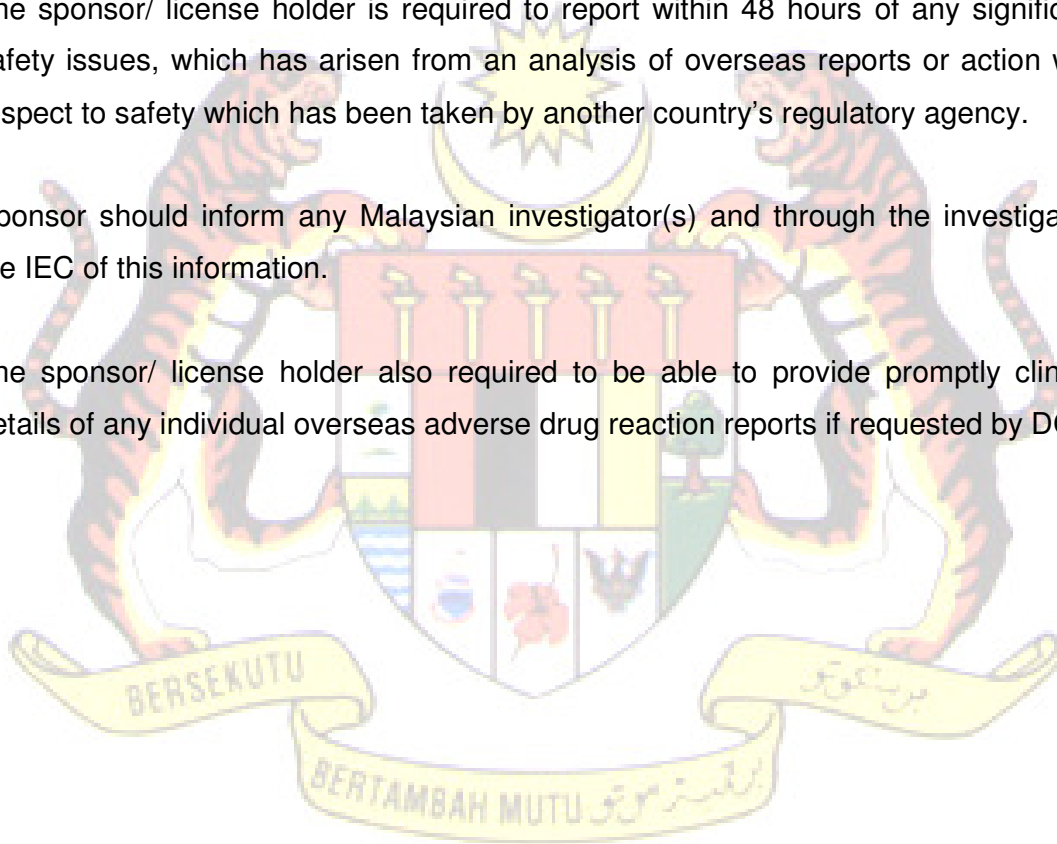 he sponsor/ license holder is required to report within 48 hours of any signific
afety issues, which has arisen from an analysis of overseas reports or action w
spect to safety which has been taken by another country's regulatory agency.
ponsor should inform any Malaysian investigator(s) and through the investiga
e IEC of this information.
he sponsor/ license holder also required to be able to provide promptly clin
etails of any individual overseas adverse drug reaction reports if requested by DC
BERSEKUTU
برسكوتو
BERTAMBAH MUTU برتمبه موتو